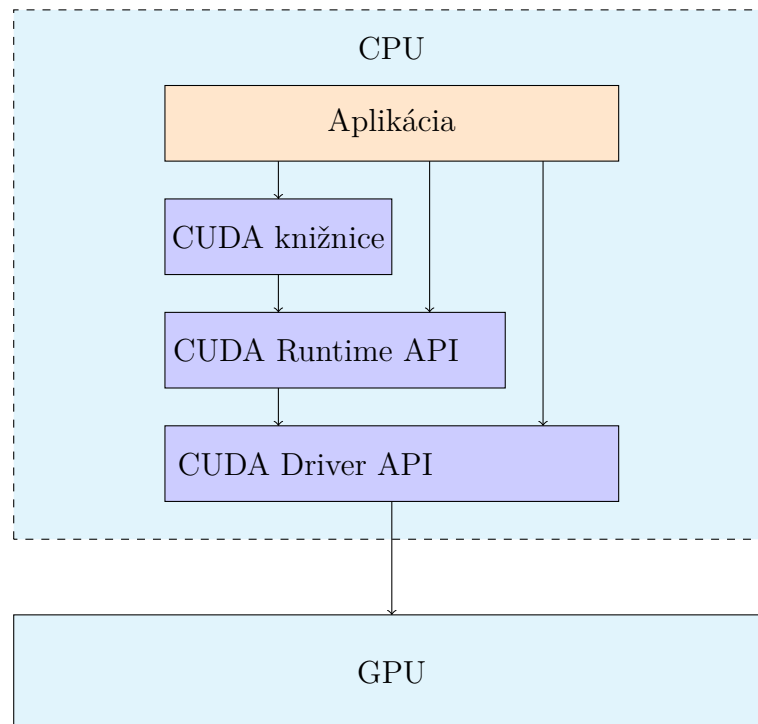 CPU
Aplikácia
CUDA knižnice
CUDA Runtime API
CUDA Driver API
GPU